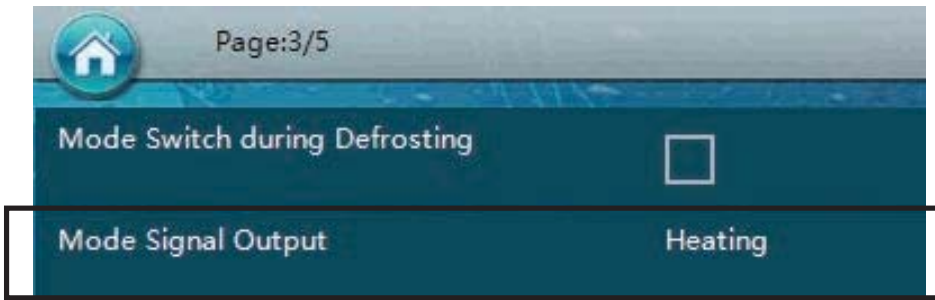 Page:3/5
Mode Switch during Defrosting
Mode Signal Output Heating